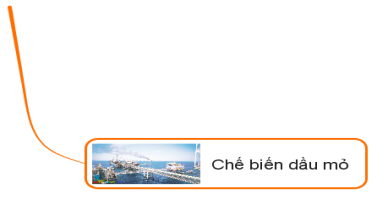 Chế biến dầu mỏ